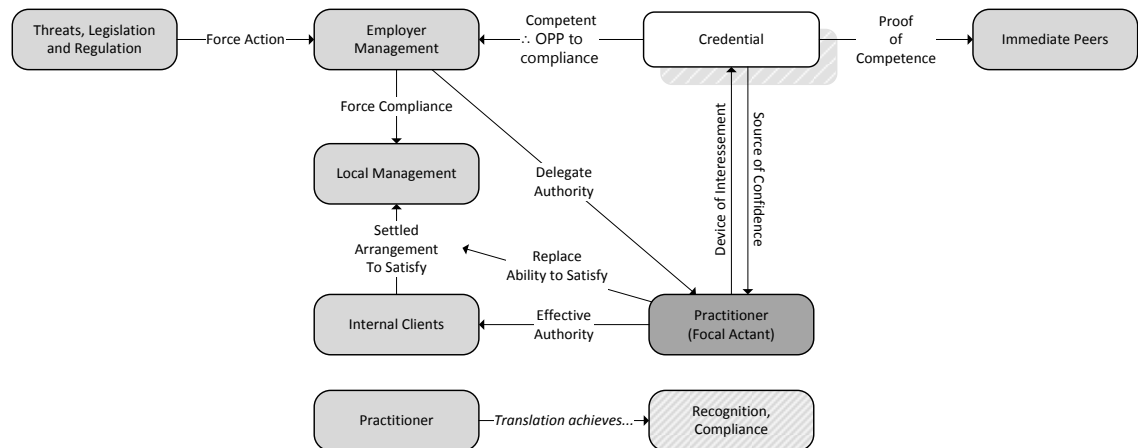 Threats, Legislation
and Regulation
Force Action
Employer
Management
Competent
∴ OPP to
compliance
Credential
Proof
of
Competence
Immediate Peers
Force Compliance
Local Management
Delegate
Authority
Device of Interessement
Source of Confidence
Settled
Arrangement
To Satisfy
Replace
Ability to Satisfy
Internal Clients
Effective
Authority
Practitioner
(Focal Actant)
Practitioner
Translation achieves...
Recognition,
Compliance